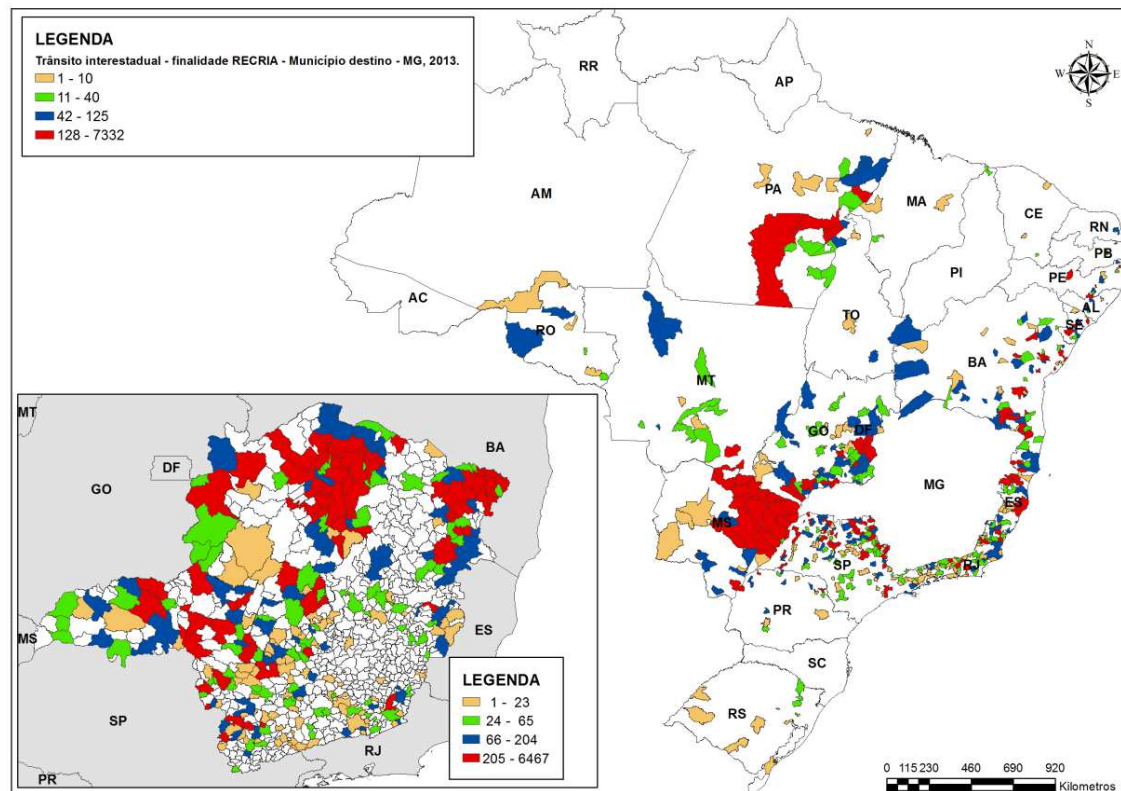 LEGENDA
Trânsito interestadual - finalidade RECRIA - Município destino - MG, 2013.
1 - 10
11 - 40
42 - 125
128 - 7332
N
W E
S
RR
AP
AM
PA
MA
CE
RN
PB
PI
PE
AC
AL
TO
SE
RO
BA
MT
GO
DF
MG
MS
ES
SP
RJ
PR
SC
RS
MT
DF
BA
GO
MS
ES
SP
RJ
PR
LEGENDA
1 - 23
24 - 65
66 - 204
205 - 6467
0 115 230 460 690 920
Kilometros